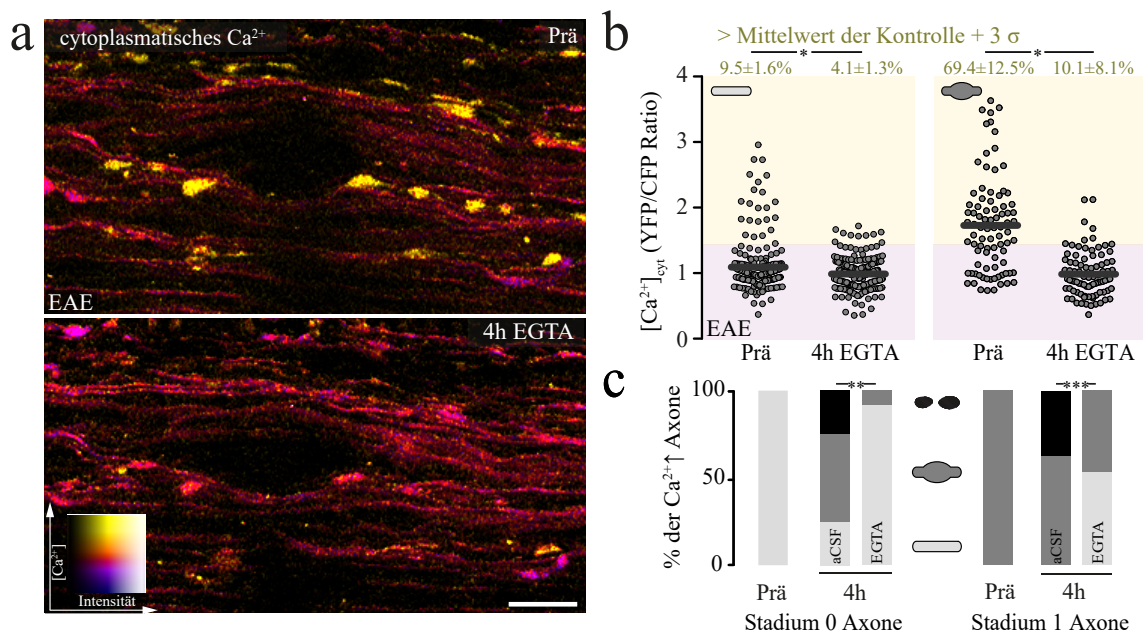 a
cytoplasmatisches Ca²⁺
Prä
EAE
4h EGTA
[Ca²⁺]
Intensität
b
> Mittelwert der Kontrolle + 3 σ
* *
9.5±1.6% 4.1±1.3% 69.4±12.5% 10.1±8.1%
[Ca²⁺]cyt (YFP/CFP Ratio)
4
3
2
1
0
EAE
Prä 4h EGTA Prä 4h EGTA
c
% der Ca²⁺↑ Axone
100
50
0
** ***
aCSF EGTA aCSF EGTA
Prä 4h Prä 4h
Stadium 0 Axone Stadium 1 Axone